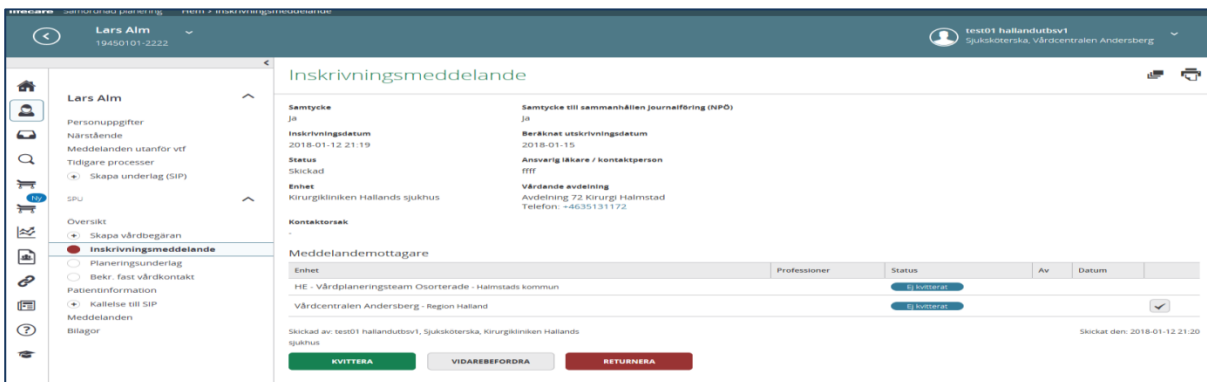 lifecare Samordnad planering Hem > Inskrivningsmeddelande
Lars Alm
19450101-2222
test01 hallandutbsv1
Sjuksköterska, Vårdcentralen Andersberg
Lars Alm
Personuppgifter
Närstående
Meddelanden utanför vtf
Tidigare processer
Skapa underlag (SIP)
Ny
SPU
Översikt
Skapa vårdbegäran
Inskrivningsmeddelande
Planeringsunderlag
Bekr. fast vårdkontakt
Patientinformation
Kallelse till SIP
Meddelanden
Bilagor
Inskrivningsmeddelande
Samtycke Samtycke till sammanhållen journalföring (NPÖ)
Ja Ja
Inskrivningsdatum Beräknat utskrivningsdatum
2018-01-12 21:19 2018-01-15
Status Ansvarig läkare / kontaktperson
Skickad ffff
Enhet Vårdande avdelning
Kirurgikliniken Hallands sjukhus Avdelning 72 Kirurgi Halmstad
Telefon: +4635131172
Kontaktorsak
-
Meddelandemottagare
Enhet Professioner Status Av Datum
HE - Vårdplaneringsteam Osorterade - Halmstads kommun Ej kvitterat
Vårdcentralen Andersberg - Region Halland Ej kvitterat
Skickad av: test01 hallandutbsv1, Sjuksköterska, Kirurgikliniken Hallands Skickat den: 2018-01-12 21:20
sjukhus
KVITTERA VIDAREBEFORDRA RETURNERA